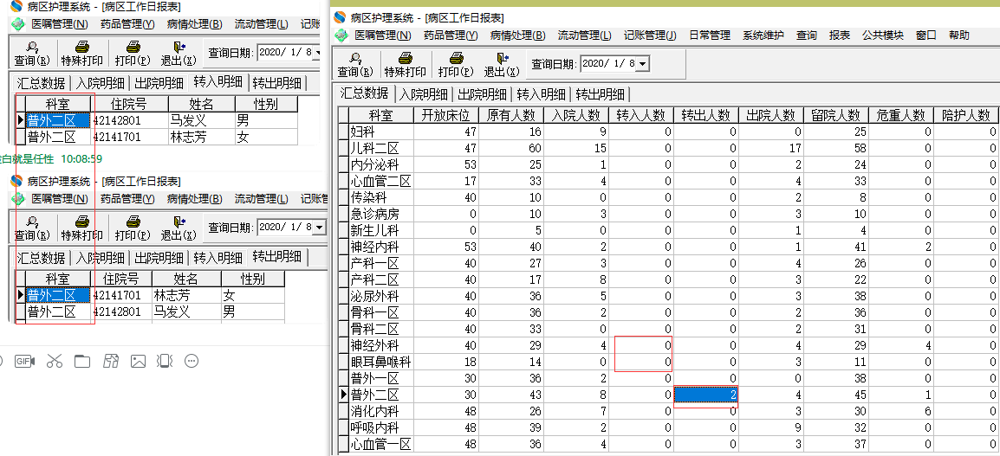 病区护理系统 - [病区工作日报表]
医嘱管理(N) 药品管理(Y) 病情处理(B) 流动管理(L) 记账
查询(R) 特殊打印 打印(P) 退出(X) 查询日期: 2020/ 1/ 8
汇总数据 入院明细 出院明细 转入明细 转出明细
科室 住院号 姓名 性别
普外二区 42142801 马发义 男
普外二区 42141701 林志芳 女
白就是任性 10:08:59
病区护理系统 - [病区工作日报表]
医嘱管理(N) 药品管理(Y) 病情处理(B) 流动管理(L) 记账
查询(R) 特殊打印 打印(P) 退出(X) 查询日期: 2020/ 1/ 8
汇总数据 入院明细 出院明细 转入明细 转出明细
科室 住院号 姓名 性别
普外二区 42141701 林志芳 女
普外二区 42142801 马发义 男
GIF
病区护理系统 - [病区工作日报表]
医嘱管理(N) 药品管理(Y) 病情处理(B) 流动管理(L) 记账管理(J) 日常管理 系统维护 查询 报表 公共模块 窗口 帮助
查询(R) 特殊打印 打印(P) 退出(X) 查询日期: 2020/ 1/ 8
汇总数据 入院明细 出院明细 转入明细 转出明细
科室 开放床位 原有人数 入院人数 转入人数 转出人数 出院人数 留院人数 危重人数 陪护人数
妇科 47 16 9 0 0 0 25 0 0
儿科二区 47 60 15 0 0 17 58 0 0
内分泌科 53 25 1 0 0 2 24 0 0
心血管二区 17 33 4 0 0 4 33 0 0
传染科 40 10 0 0 0 2 8 0 0
急诊病房 0 10 3 0 0 3 10 0 0
新生儿科 0 5 0 0 0 1 4 0 0
神经内科 53 40 2 0 0 1 41 2 0
产科一区 40 27 3 0 0 4 26 0 0
产科二区 40 17 8 0 0 3 22 0 0
泌尿外科 40 36 5 0 0 3 38 0 0
骨科一区 40 36 2 0 0 2 36 0 0
骨科二区 40 33 0 0 0 2 31 0 0
神经外科 40 29 4 0 0 4 29 4 0
眼耳鼻喉科 18 14 0 0 0 3 11 0 0
普外一区 30 36 2 0 0 0 38 0 0
普外二区 30 43 8 0 2 4 45 1 0
消化内科 48 26 7 0 0 3 30 6 0
呼吸内科 48 39 2 0 0 9 32 0 0
心血管一区 48 36 4 0 0 3 37 0 0